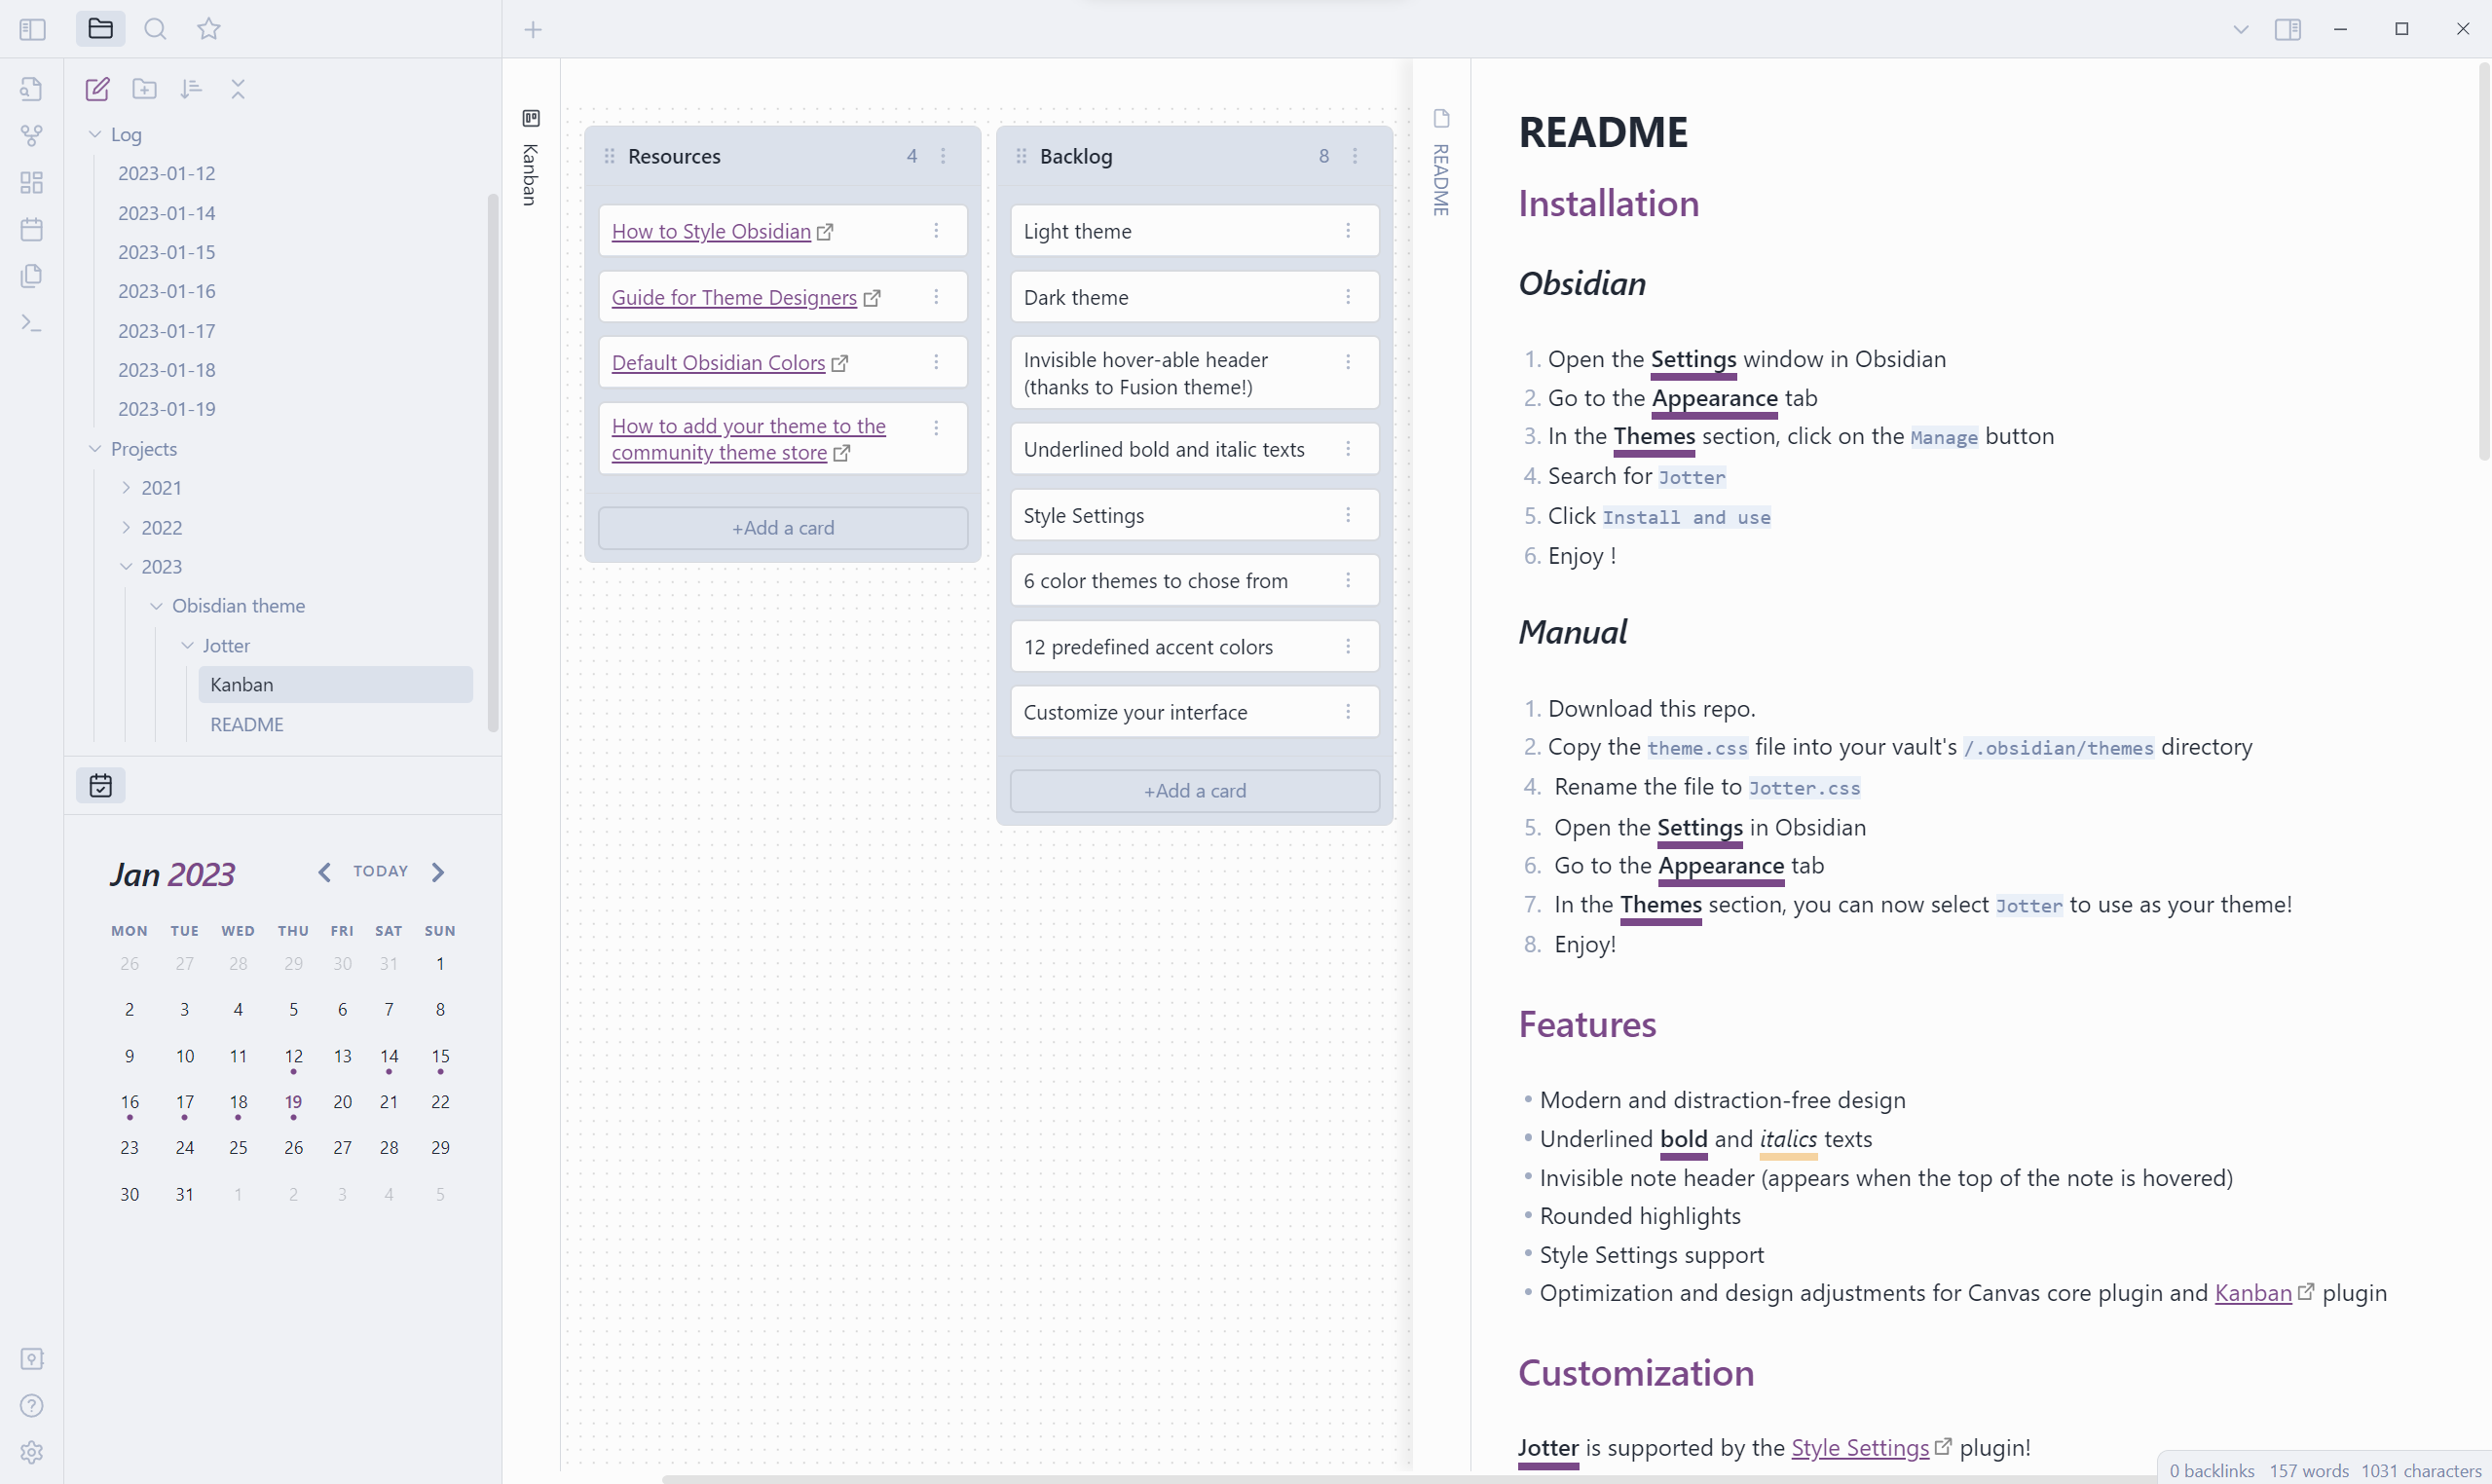 Log
2023-01-12
2023-01-14
2023-01-15
2023-01-16
2023-01-17
2023-01-18
2023-01-19
Projects
2021
2022
2023
Obisdian theme
Jotter
Kanban
README
Jan 2023
TODAY
MON TUE WED THU FRI SAT SUN
26 27 28 29 30 31 1
2 3 4 5 6 7 8
9 10 11 12 13 14 15
16 17 18 19 20 21 22
23 24 25 26 27 28 29
30 31 1 2 3 4 5
Kanban
Resources 4
How to Style Obsidian
Guide for Theme Designers
Default Obsidian Colors
How to add your theme to the
community theme store
+Add a card
Backlog 8
Light theme
Dark theme
Invisible hover-able header
(thanks to Fusion theme!)
Underlined bold and italic texts
Style Settings
6 color themes to chose from
12 predefined accent colors
Customize your interface
+Add a card
README
README
Installation
Obsidian
1. Open the Settings window in Obsidian
2. Go to the Appearance tab
3. In the Themes section, click on the Manage button
4. Search for Jotter
5. Click Install and use
6. Enjoy !
Manual
1. Download this repo.
2. Copy the theme.css file into your vault's /.obsidian/themes directory
4. Rename the file to Jotter.css
5. Open the Settings in Obsidian
6. Go to the Appearance tab
7. In the Themes section, you can now select Jotter to use as your theme!
8. Enjoy!
Features
• Modern and distraction-free design
• Underlined bold and italics texts
• Invisible note header (appears when the top of the note is hovered)
• Rounded highlights
• Style Settings support
• Optimization and design adjustments for Canvas core plugin and Kanban plugin
Customization
Jotter is supported by the Style Settings plugin!
0 backlinks 157 words 1031 characters